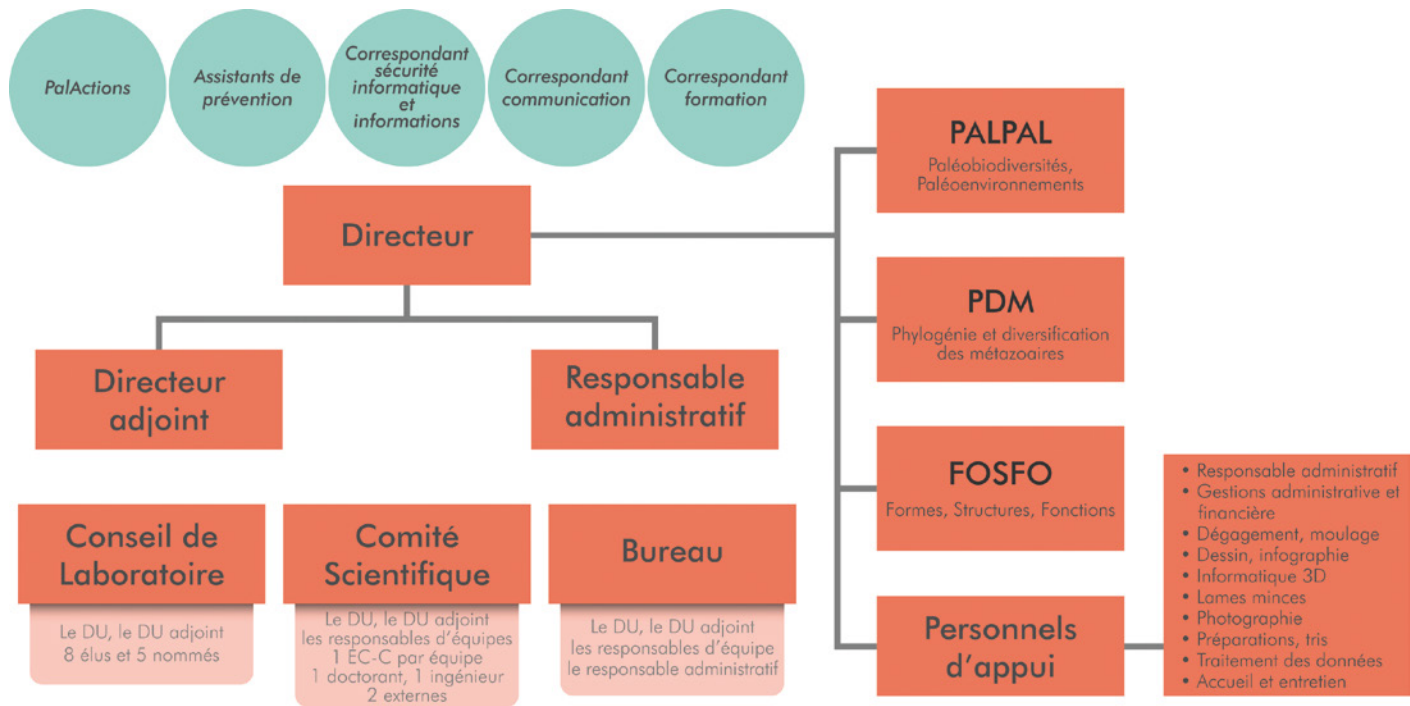 PalActions
Assistants de
prévention
Correspondant
sécurité
informatique
et
informations
Correspondant
communication
Correspondant
formation
Directeur
Directeur
adjoint
Responsable
administratif
Conseil de
Laboratoire
Le DU, le DU adjoint
8 élus et 5 nommés
Comité
Scientifique
Le DU, le DU adjoint
les responsables d'équipes
1 EC-C par équipe
1 doctorant, 1 ingénieur
2 externes
Bureau
Le DU, le DU adjoint
les responsables d'équipe
le responsable administratif
PALPAL
Paléobiodiversités,
Paléoenvironnements
PDM
Phylogénie et diversification
des métazoaires
FOSFO
Formes, Structures, Fonctions
Personnels
d'appui
• Responsable administratif
• Gestions administrative et
financière
• Dégagement, moulage
• Dessin, infographie
• Informatique 3D
• Lames minces
• Photographie
• Préparations, tris
• Traitement des données
• Accueil et entretien